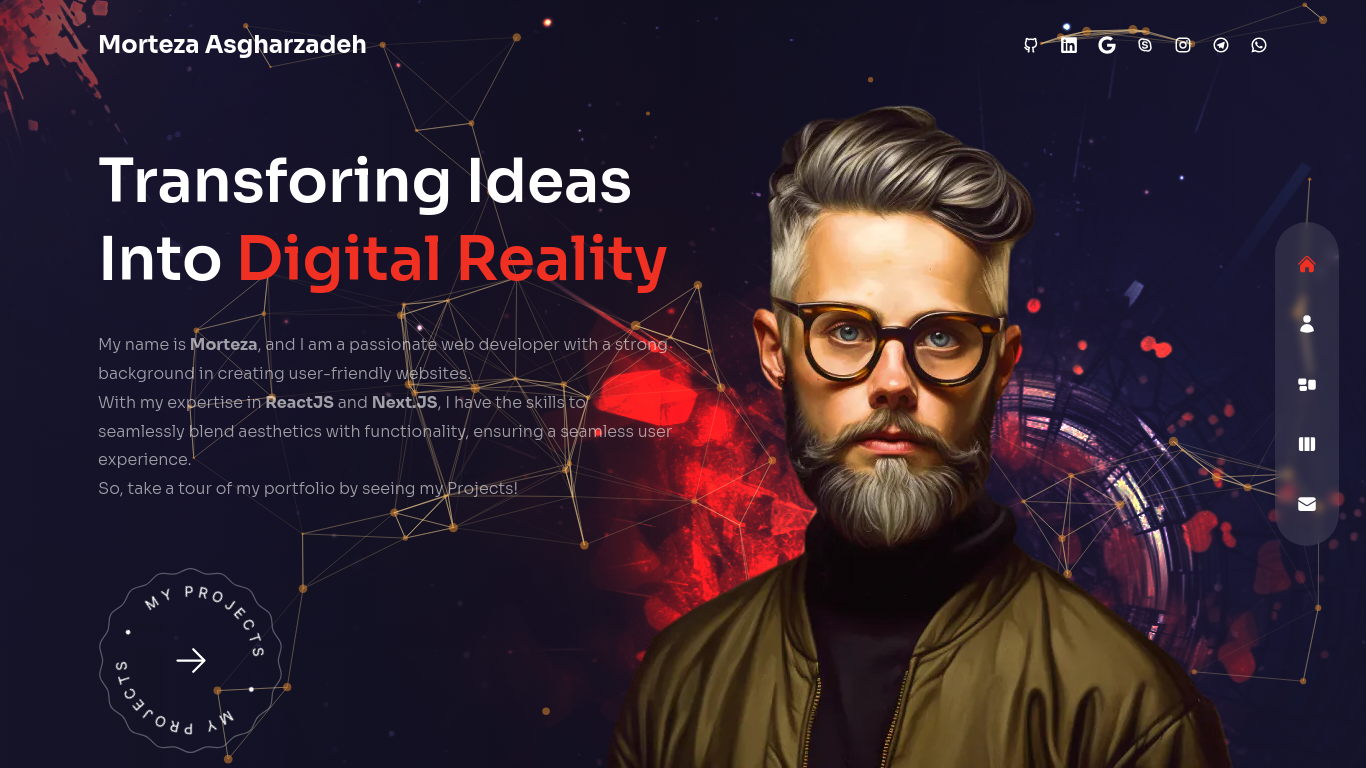 Morteza Asgharzadeh
Transforing Ideas
Into Digital Reality
My name is Morteza, and I am a passionate web developer with a strong
background in creating user-friendly websites.
With my expertise in ReactJS and Next.JS, I have the skills to
seamlessly blend aesthetics with functionality, ensuring a seamless user
experience.
So, take a tour of my portfolio by seeing my Projects!
MY PROJECTS
MY PROJECTS